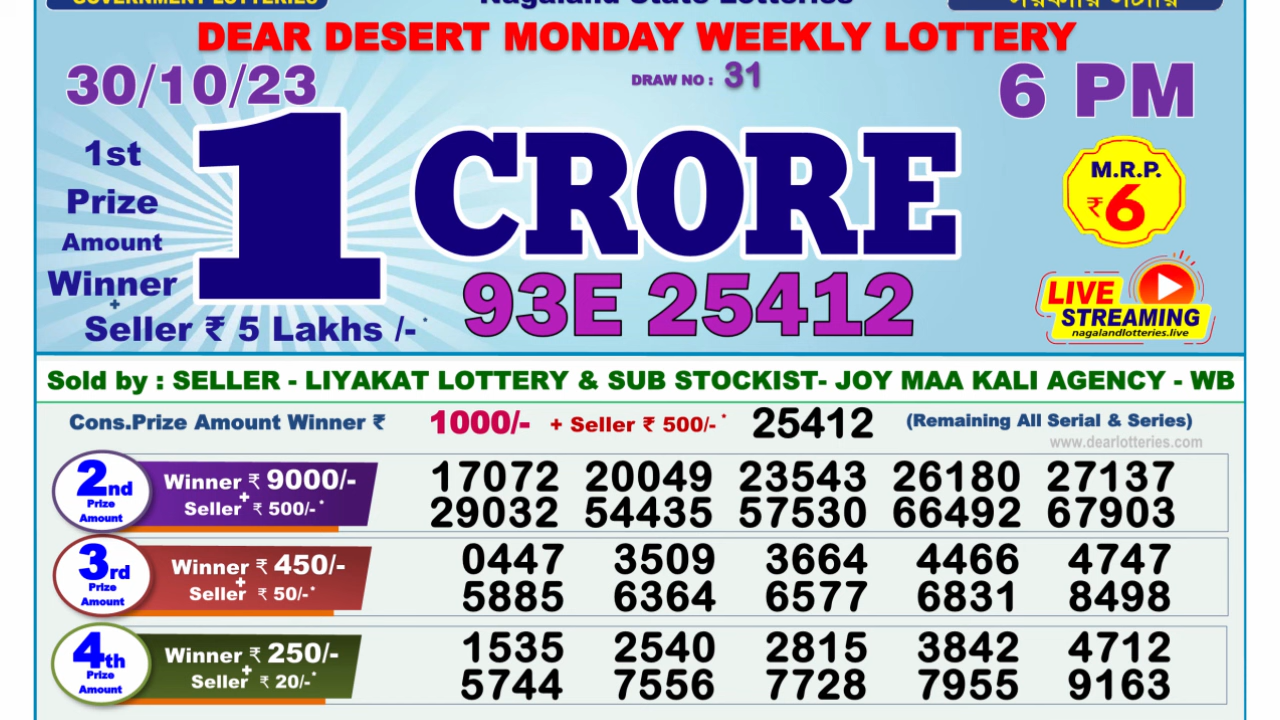 GOVERNMENT LOTTERIES
Nagaland State Lotteries
DEAR DESERT MONDAY WEEKLY LOTTERY
30/10/23
DRAW NO : 31
6 PM
1st
Prize
Amount
Winner
+
Seller ₹ 5 Lakhs /-*
1 CRORE
93E 25412
M.R.P.
₹6
LIVE
STREAMING
nagalandlotteries.live
Sold by : SELLER - LIYAKAT LOTTERY & SUB STOCKIST- JOY MAA KALI AGENCY - WB
Cons.Prize Amount Winner ₹ 1000/- + Seller ₹ 500/-* 25412 (Remaining All Serial & Series)
www.dearlotteries.com
2nd
Prize
Amount
Winner ₹ 9000/-
+
Seller ₹ 500/-*
17072 20049 23543 26180 27137
29032 54435 57530 66492 67903
3rd
Prize
Amount
Winner ₹ 450/-
+
Seller ₹ 50/-*
0447 3509 3664 4466 4747
5885 6364 6577 6831 8498
4th
Prize
Amount
Winner ₹ 250/-
+
Seller ₹ 20/-*
1535 2540 2815 3842 4712
5744 7556 7728 7955 9163